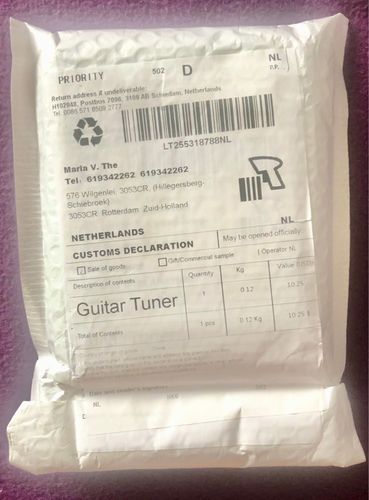 PRIORITY 502 D NL
P.P.
Return address if undeliverable:
Postbus 7096, 3109 AB Schiedam, Netherlands
LT255318788NL
Maria V. The
Tel: 619342262 619342262
576 Wilgenlei, 3053CR, (Hillegersberg-
Schiebroek)
3053CR Rotterdam Zuid-Holland
NL
NETHERLANDS
CUSTOMS DECLARATION May be opened officially
Sale of goods Gift/Commercial sample Operator NL
Description of contents Quantity Kg Value
Guitar Tuner 1 0.12 10.25
Total of Contents 1 pcs 0.12 Kg 10.25 $
NL